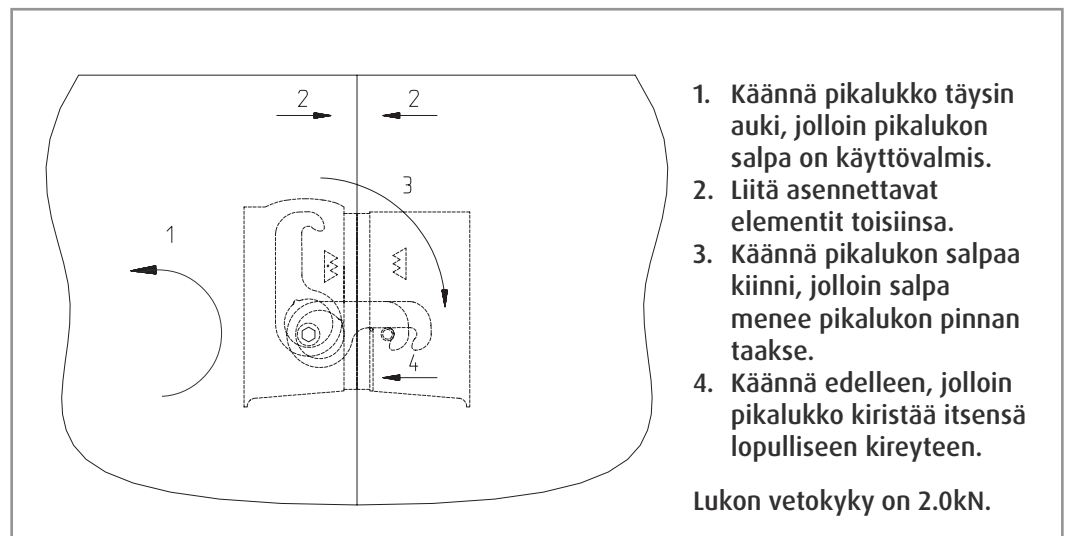 2 2
3
1
4
1. Käännä pikalukko täysin
auki, jolloin pikalukon
salpa on käyttövalmis.
2. Liitä asennettavat
elementit toisiinsa.
3. Käännä pikalukon salpaa
kiinni, jolloin salpa
menee pikalukon pinnan
taakse.
4. Käännä edelleen, jolloin
pikalukko kiristää itsensä
lopulliseen kireyteen.
Lukon vetokyky on 2.0kN.